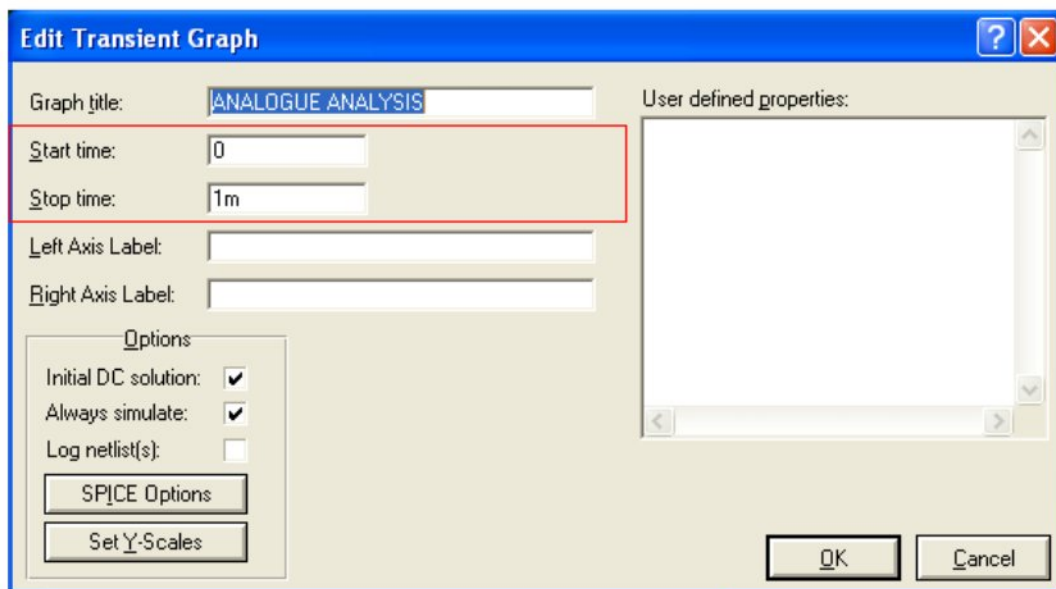 Edit Transient Graph
?
Graph title:
ANALOGUE ANALYSIS
User defined properties:
Start time:
0
Stop time:
1m
Left Axis Label:
Right Axis Label:
Options
Initial DC solution:
Always simulate:
Log netlist(s):
SPICE Options
Set Y-Scales
OK
Cancel